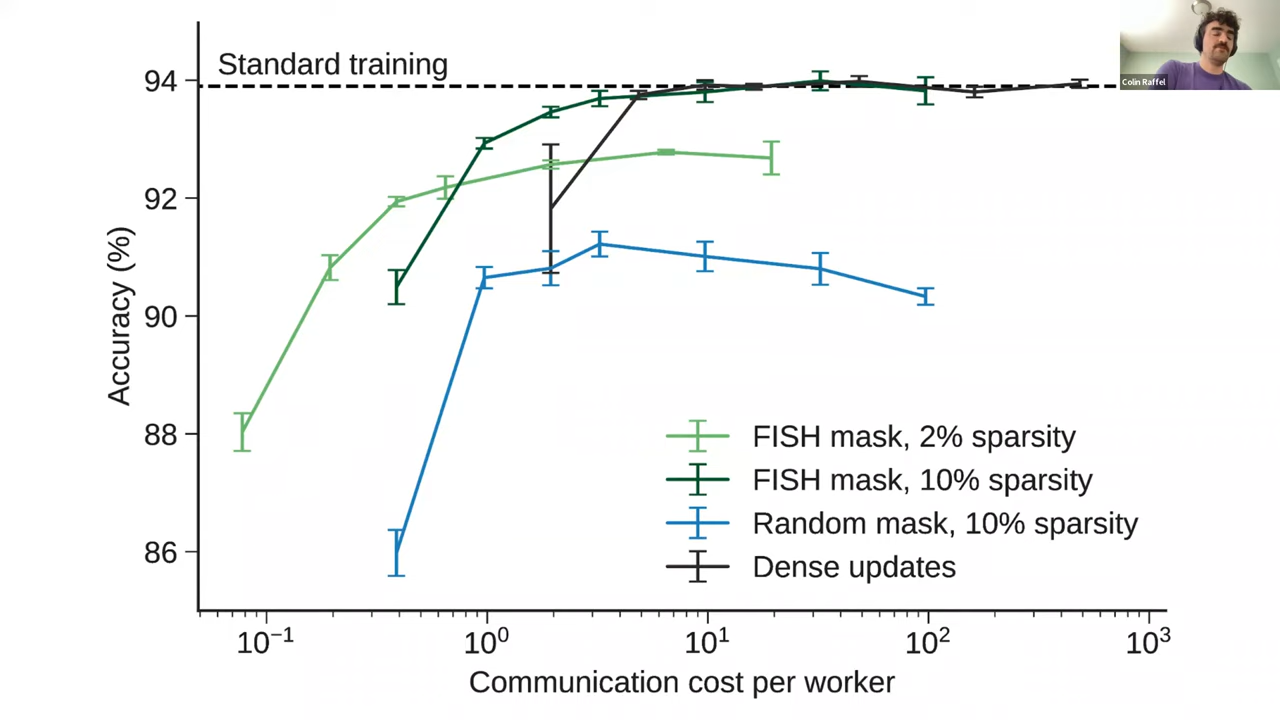 Standard training
Colin Raffel
94
92
90
88
86
Accuracy (%)
FISH mask, 2% sparsity
FISH mask, 10% sparsity
Random mask, 10% sparsity
Dense updates
10⁻¹
10⁰
10¹
10²
10³
Communication cost per worker